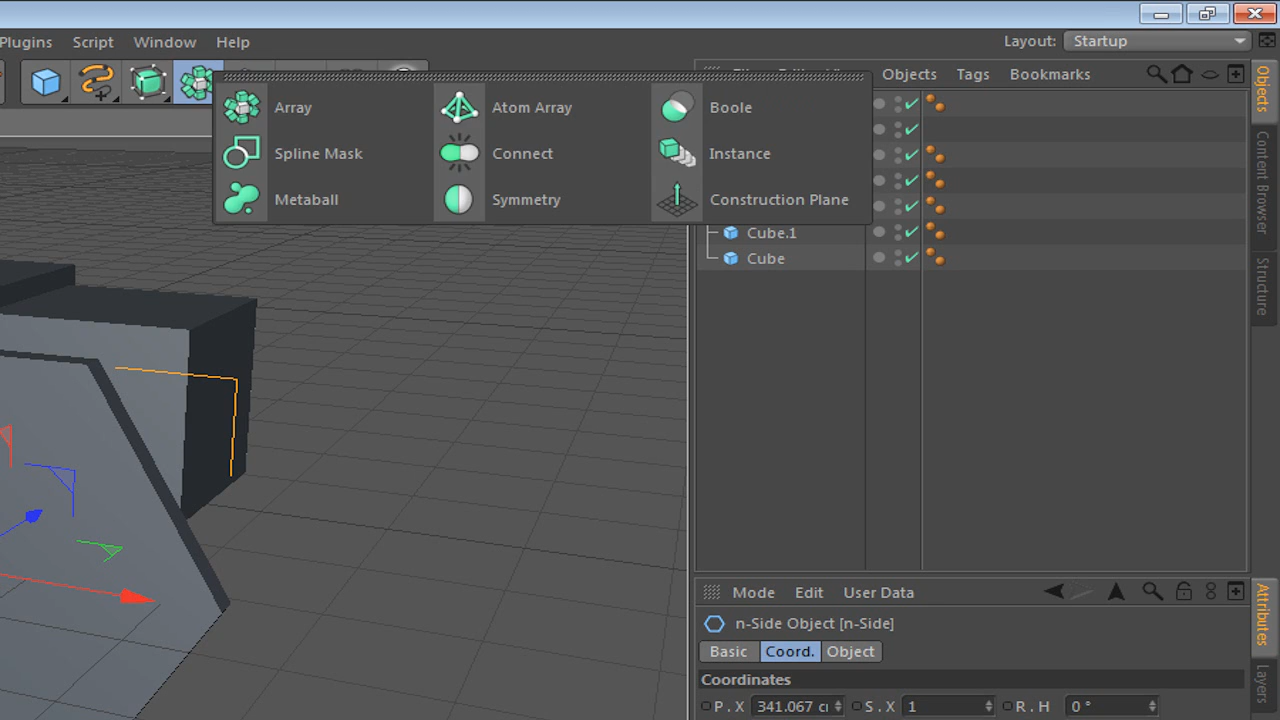 Plugins Script Window Help Layout: Startup
Objects Tags Bookmarks
Array Atom Array Boole
Spline Mask Connect Instance
Metaball Symmetry Construction Plane
Cube.1
Cube
Objects
Content Browser
Structure
Mode Edit User Data
n-Side Object [n-Side]
Basic Coord. Object
Coordinates
P . X 341.067 S . X 1 R . H 0 °
Attributes
Layers